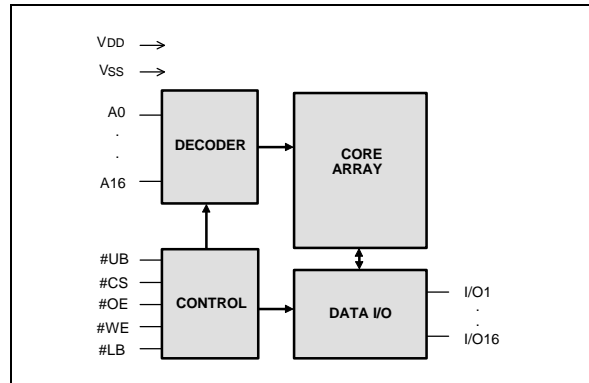 VDD
VSS
A0
.
.
A16
DECODER
CORE
ARRAY
#UB
#CS
#OE
#WE
#LB
CONTROL
DATA I/O
I/O1
.
.
I/O16